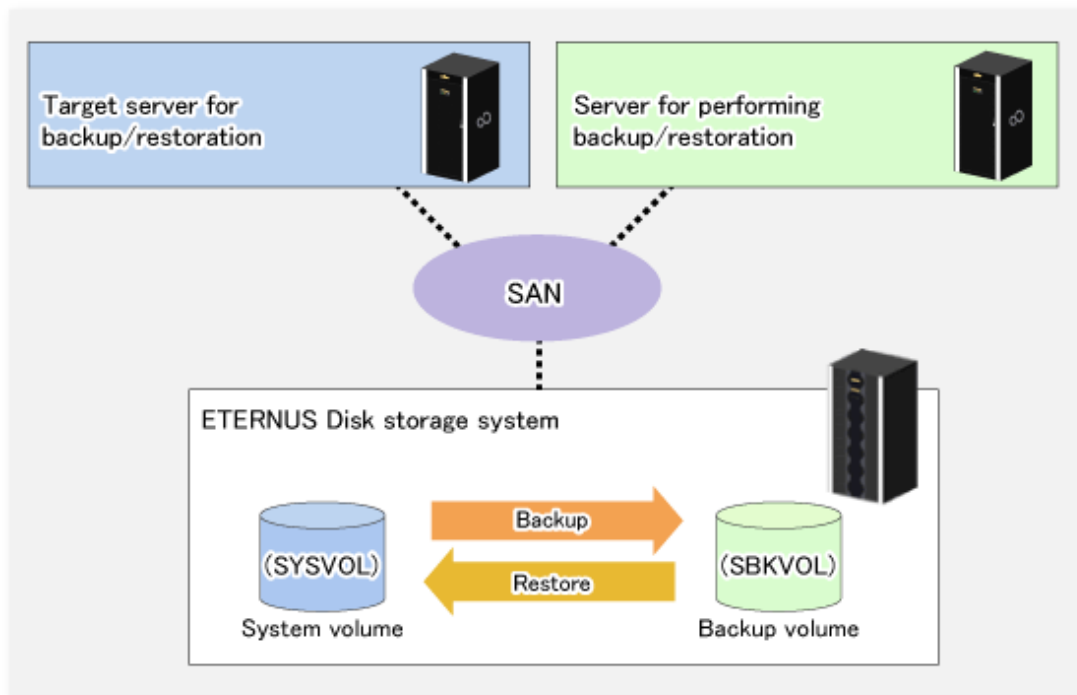 Target server for
backup/restoration
Server for performing
backup/restoration
SAN
ETERNUS Disk storage system
Backup
(SYSVOL)
(SBKVOL)
Restore
System volume
Backup volume